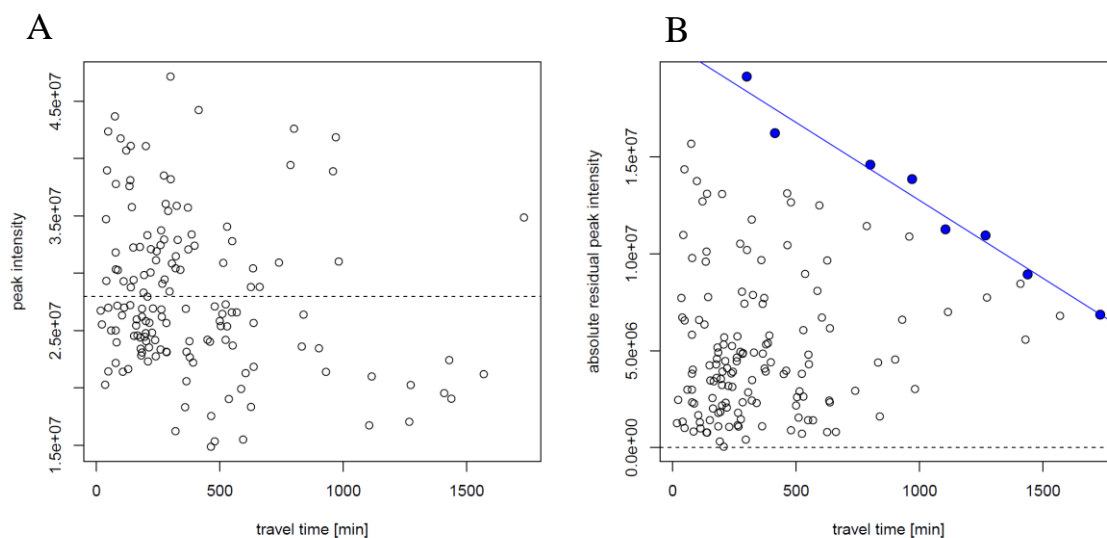 A
peak intensity
4.5e+07
3.5e+07
2.5e+07
1.5e+07
0
500
1000
1500
travel time [min]
B
absolute residual peak intensity
1.5e+07
1.0e+07
5.0e+06
0.0e+00
0
500
1000
1500
travel time [min]